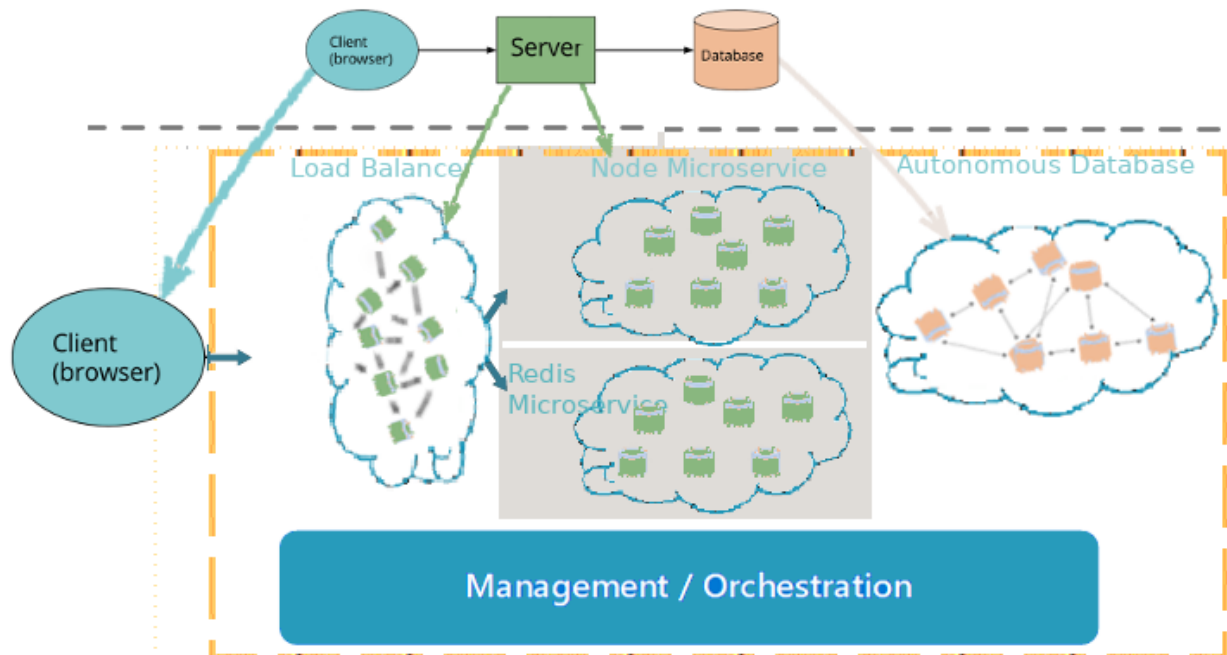 Client
(browser)
Server
Database
Load Balance
Node Microservice
Autonomous Database
Client
(browser)
Redis
Microservice
Management / Orchestration